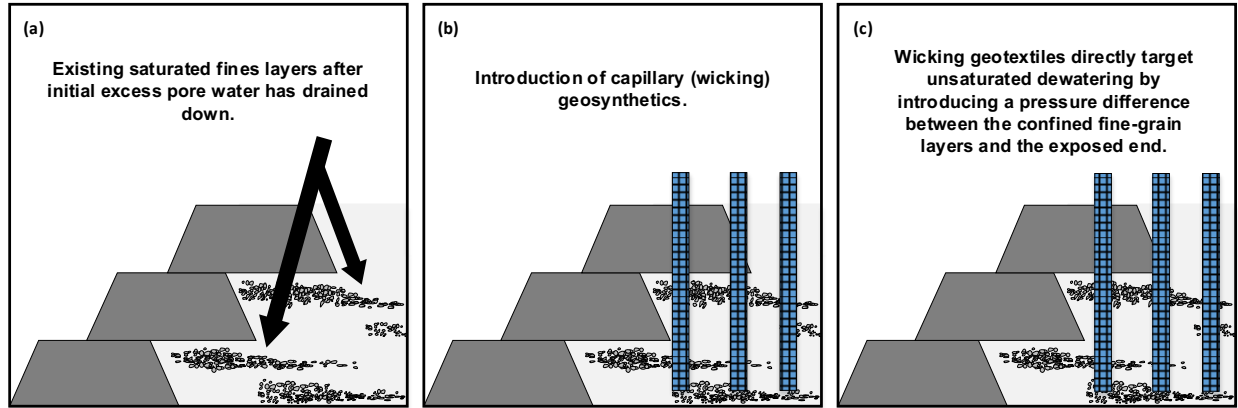 (a)
Existing saturated fines layers after
initial excess pore water has drained
down.
(b)
Introduction of capillary (wicking)
geosynthetics.
(c)
Wicking geotextiles directly target
unsaturated dewatering by
introducing a pressure difference
between the confined fine-grain
layers and the exposed end.